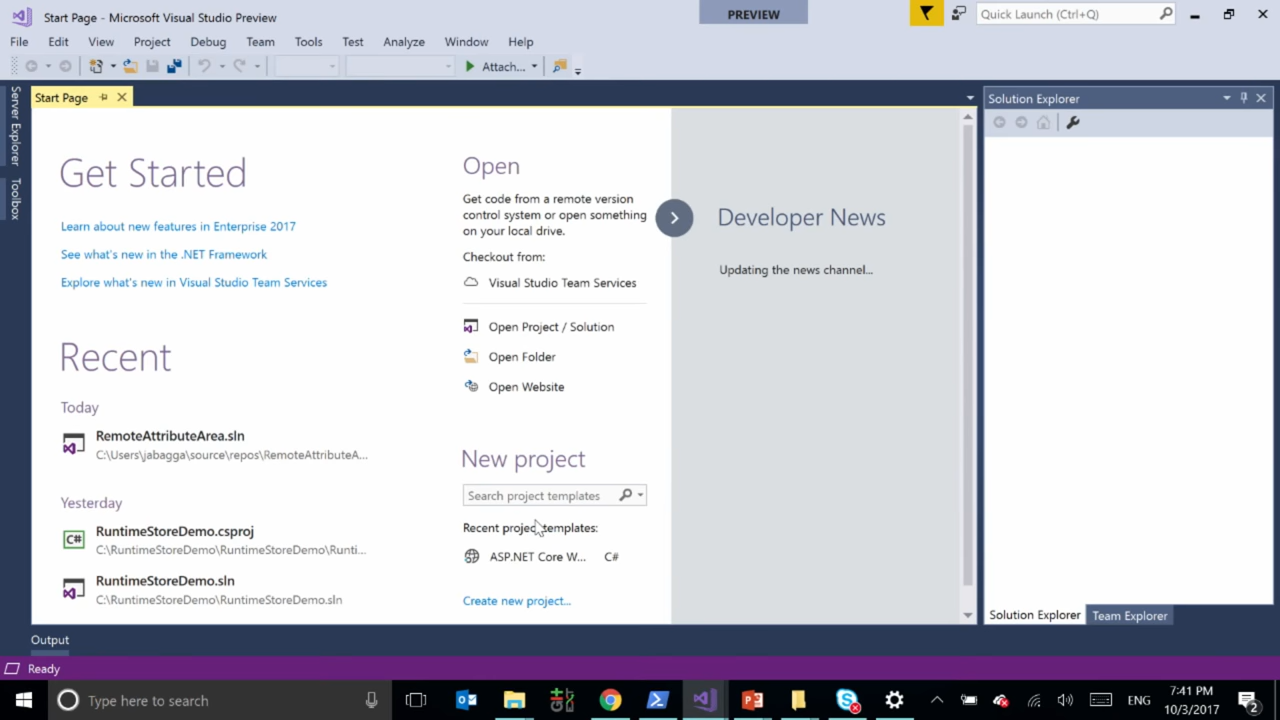 Start Page - Microsoft Visual Studio Preview
PREVIEW
Quick Launch (Ctrl+Q)
File Edit View Project Debug Team Tools Test Analyze Window Help
Attach...
Server Explorer
Toolbox
Start Page
Get Started
Learn about new features in Enterprise 2017
See what's new in the .NET Framework
Explore what's new in Visual Studio Team Services
Recent
Today
RemoteAttributeArea.sln
C:\Users\jabagga\source\repos\RemoteAttributeA...
Yesterday
RuntimeStoreDemo.csproj
C:\RuntimeStoreDemo\RuntimeStoreDemo\Runti...
RuntimeStoreDemo.sln
C:\RuntimeStoreDemo\RuntimeStoreDemo.sln
Open
Get code from a remote version
control system or open something
on your local drive.
Checkout from:
Visual Studio Team Services
Open Project / Solution
Open Folder
Open Website
New project
Search project templates
Recent project templates:
ASP.NET Core W... C#
Create new project...
Developer News
Updating the news channel...
Solution Explorer
Solution Explorer Team Explorer
Output
Ready
Type here to search
ENG
7:41 PM
10/3/2017
2